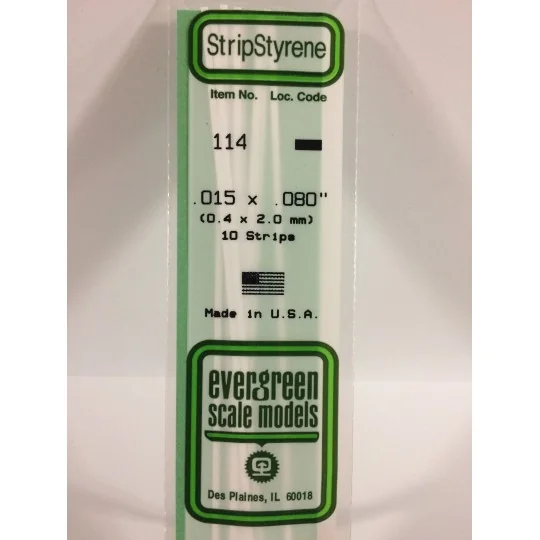 StripStyrene
Item No. Loc. Code
114
.015 x .080"
(0.4 x 2.0 mm)
10 Strips
Made in U.S.A.
evergreen
scale models
Des Plaines, IL 60018